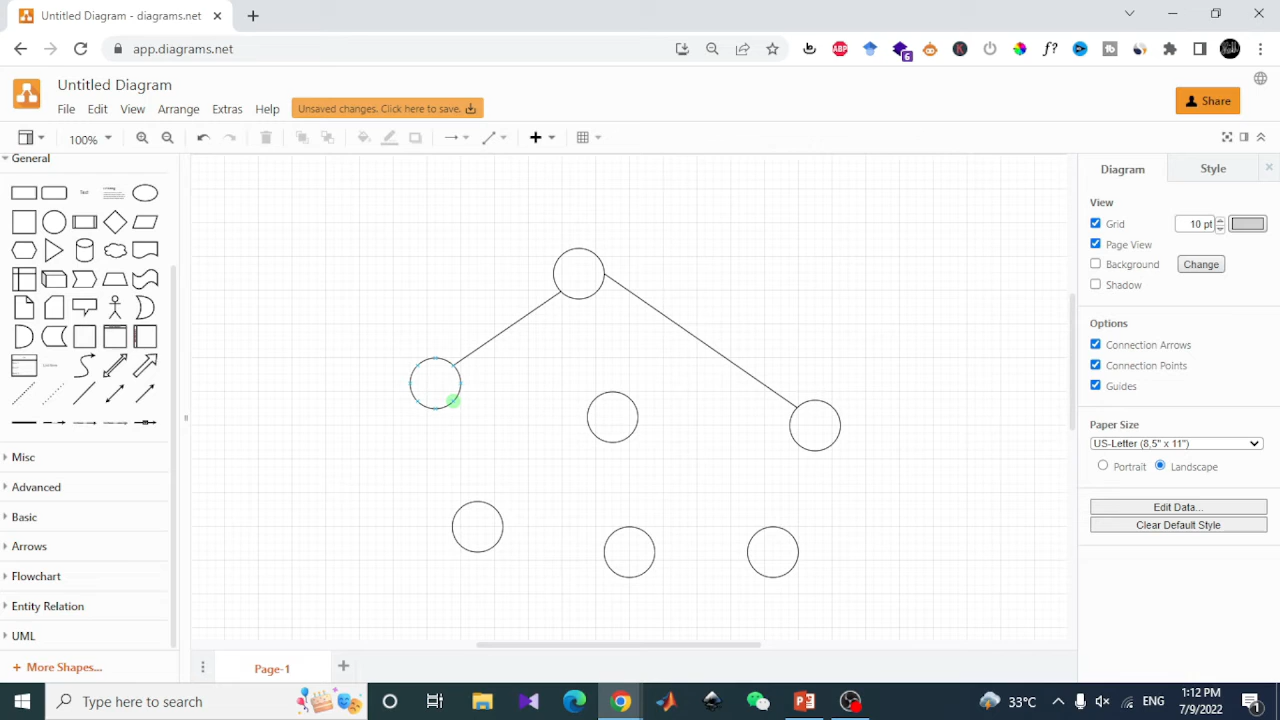 Untitled Diagram - diagrams.net
app.diagrams.net
ABP
6
K
f?
Untitled Diagram
File Edit View Arrange Extras Help
Unsaved changes. Click here to save.
Share
100%
General
Text
Diagram Style
View
Grid 10 pt
Page View
Background Change
Shadow
Options
Connection Arrows
Connection Points
Guides
Paper Size
US-Letter (8,5" x 11")
Portrait Landscape
Edit Data...
Clear Default Style
Misc
Advanced
Basic
Arrows
Flowchart
Entity Relation
UML
+ More Shapes...
Page-1
Type here to search
33°C
ENG
1:12 PM
7/9/2022
1